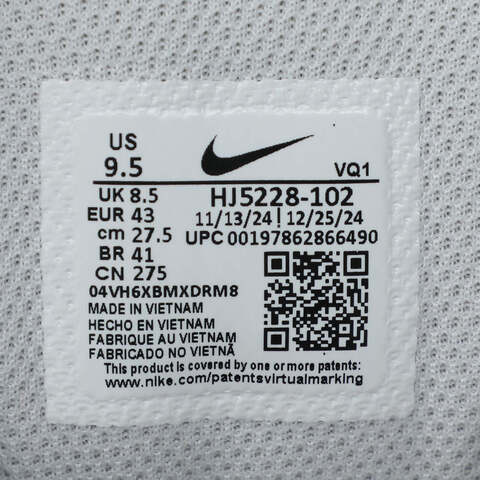 US
9.5
VQ1
UK 8.5
EUR 43
cm 27.5
BR 41
CN 275
HJ5228-102
11/13/24 | 12/25/24
UPC 00197862866490
04VH6XBMXDRM8
MADE IN VIETNAM
HECHO EN VIETNAM
FABRIQUE AU VIETNAM
FABRICADO NO VIETNÃ
This product may be covered by one or more U.S. patents:
www.nike.com/patentsvirtualmarking